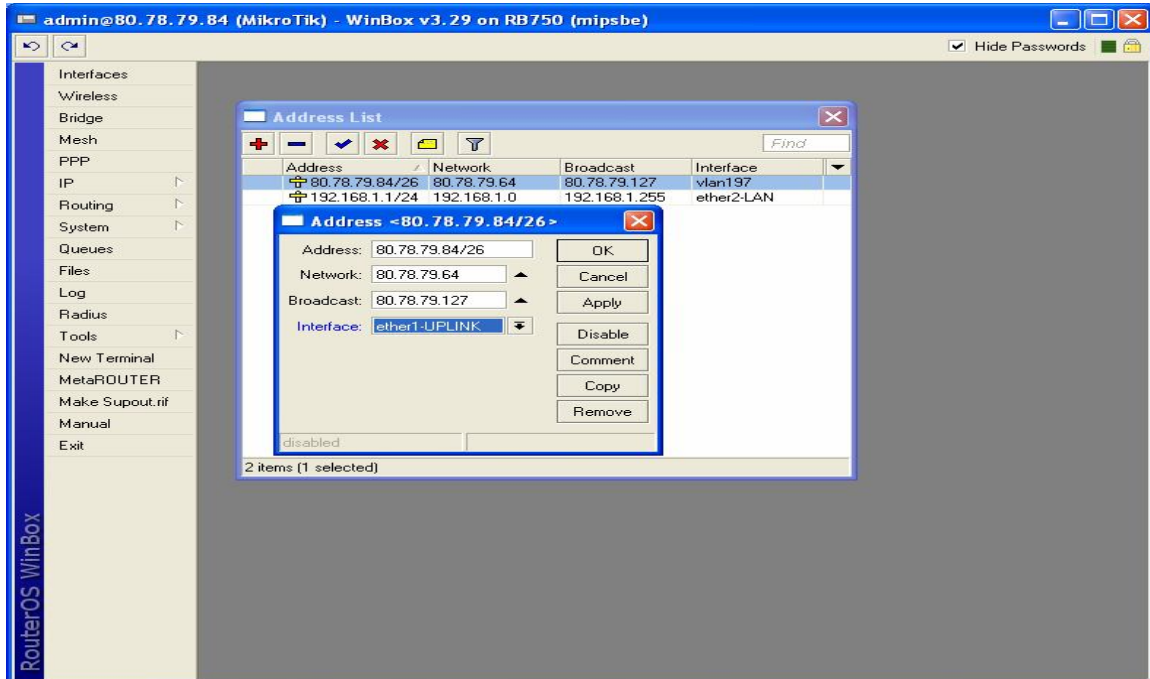 admin@80.78.79.84 (MikroTik) - WinBox v3.29 on RB750 (mipsbe)
Hide Passwords
Interfaces
Wireless
Bridge
Mesh
PPP
IP
Routing
System
Queues
Files
Log
Radius
Tools
New Terminal
MetaROUTER
Make Supout.rif
Manual
Exit
RouterOS WinBox
Address List
Find
Address Network Broadcast Interface
80.78.79.84/26 80.78.79.64 80.78.79.127 vlan197
192.168.1.1/24 192.168.1.0 192.168.1.255 ether2-LAN
Address <80.78.79.84/26>
Address: 80.78.79.84/26
Network: 80.78.79.64
Broadcast: 80.78.79.127
Interface: ether1-UPLINK
OK
Cancel
Apply
Disable
Comment
Copy
Remove
disabled
2 items (1 selected)